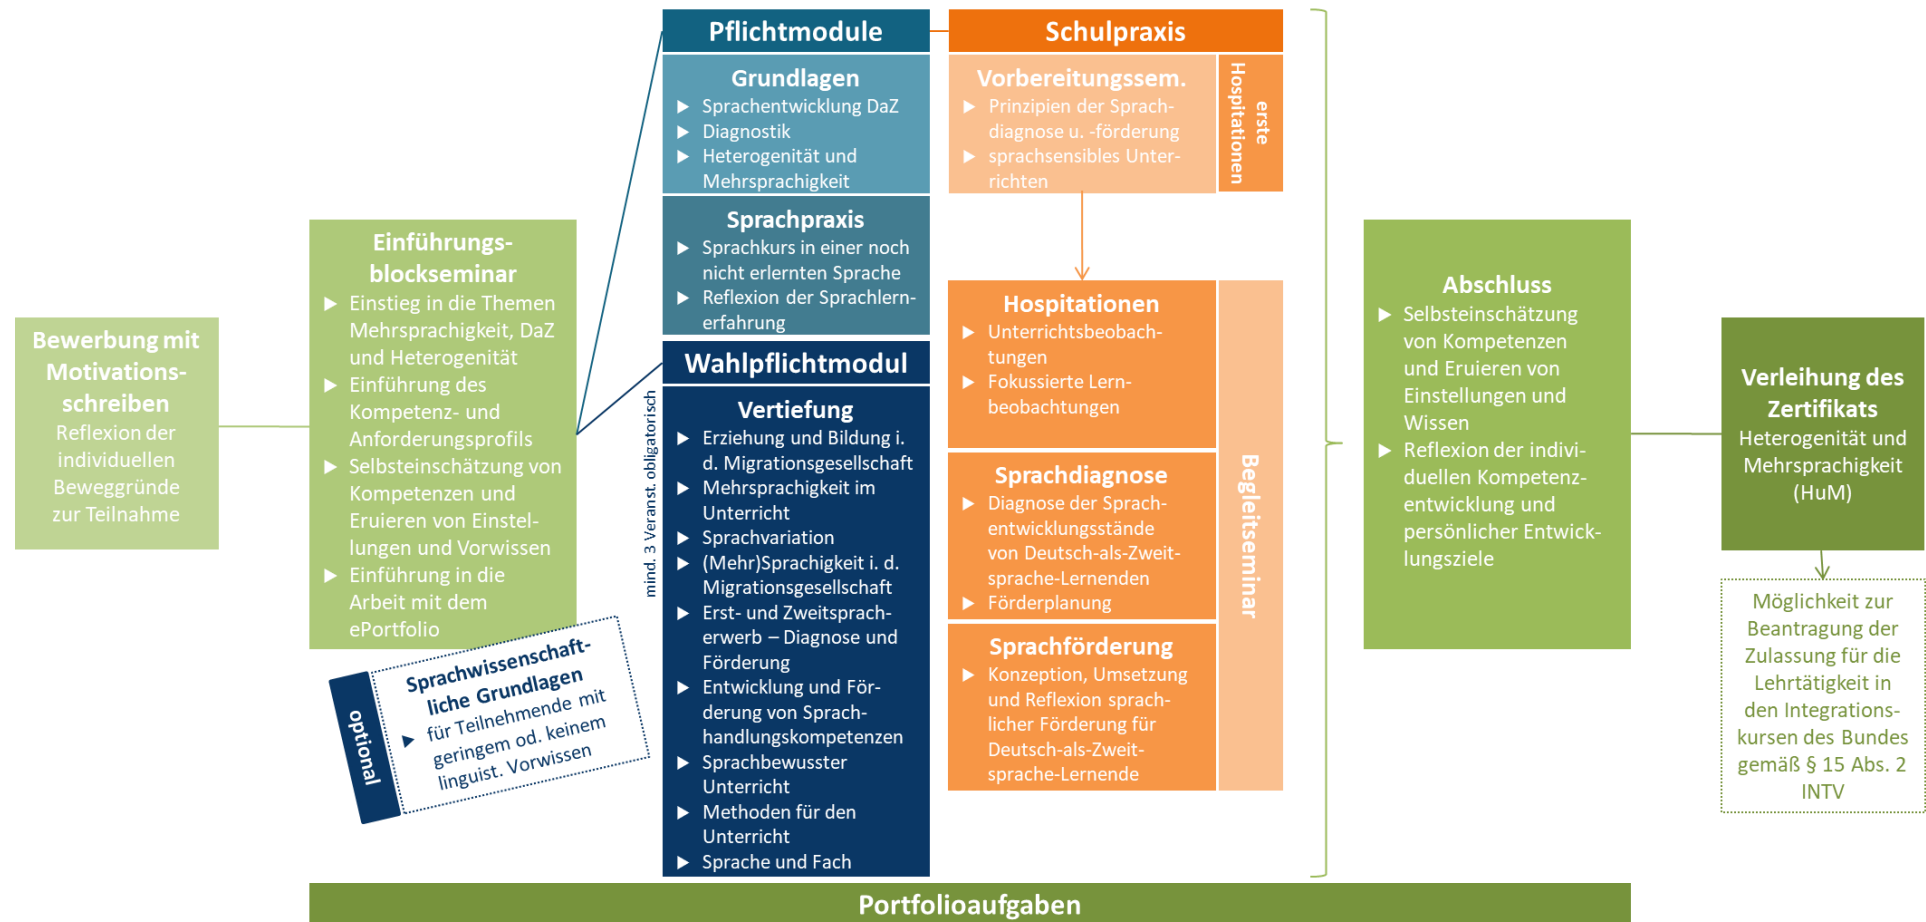 Bewerbung mit
Motivations-
schreiben
Reflexion der
individuellen
Beweggründe
zur Teilnahme
Einführungs-
blockseminar
Einstieg in die Themen
Mehrsprachigkeit, DaZ
und Heterogenität
Einführung des
Kompetenz- und
Anforderungsprofils
Selbsteinschätzung von
Kompetenzen und
Eruieren von Einstel-
lungen und Vorwissen
Einführung in die
Arbeit mit dem
ePortfolio
optional
Sprachwissenschaft-
liche Grundlagen
für Teilnehmende mit
geringem od. keinem
linguist. Vorwissen
Pflichtmodule
Grundlagen
Sprachentwicklung DaZ
Diagnostik
Heterogenität und
Mehrsprachigkeit
Sprachpraxis
Sprachkurs in einer noch
nicht erlernten Sprache
Reflexion der Sprachlern-
erfahrung
Wahlpflichtmodul
mind. 3 Veranst. obligatorisch
Vertiefung
Erziehung und Bildung i.
d. Migrationsgesellschaft
Mehrsprachigkeit im
Unterricht
Sprachvariation
(Mehr)Sprachigkeit i. d.
Migrationsgesellschaft
Erst- und Zweitsprach-
erwerb – Diagnose und
Förderung
Entwicklung und För-
derung von Sprach-
handlungskompetenzen
Sprachbewusster
Unterricht
Methoden für den
Unterricht
Sprache und Fach
Schulpraxis
Vorbereitungssem.
Prinzipien der Sprach-
diagnose u. -förderung
sprachsensibles Unter-
richten
erste
Hospitationen
Hospitationen
Unterrichtsbeobach-
tungen
Fokussierte Lern-
beobachtungen
Sprachdiagnose
Diagnose der Sprach-
entwicklungsstände
von Deutsch-als-Zweit-
sprache-Lernenden
Förderplanung
Sprachförderung
Konzeption, Umsetzung
und Reflexion sprach-
licher Förderung für
Deutsch-als-Zweit-
sprache-Lernende
Begleitseminar
Abschluss
Selbsteinschätzung
von Kompetenzen
und Eruieren von
Einstellungen und
Wissen
Reflexion der indivi-
duellen Kompetenz-
entwicklung und
persönlicher Entwick-
lungsziele
Verleihung des
Zertifikats
Heterogenität und
Mehrsprachigkeit
(HuM)
Möglichkeit zur
Beantragung der
Zulassung für die
Lehrtätigkeit in
den Integrations-
kursen des Bundes
gemäß § 15 Abs. 2
INTV
Portfolioaufgaben